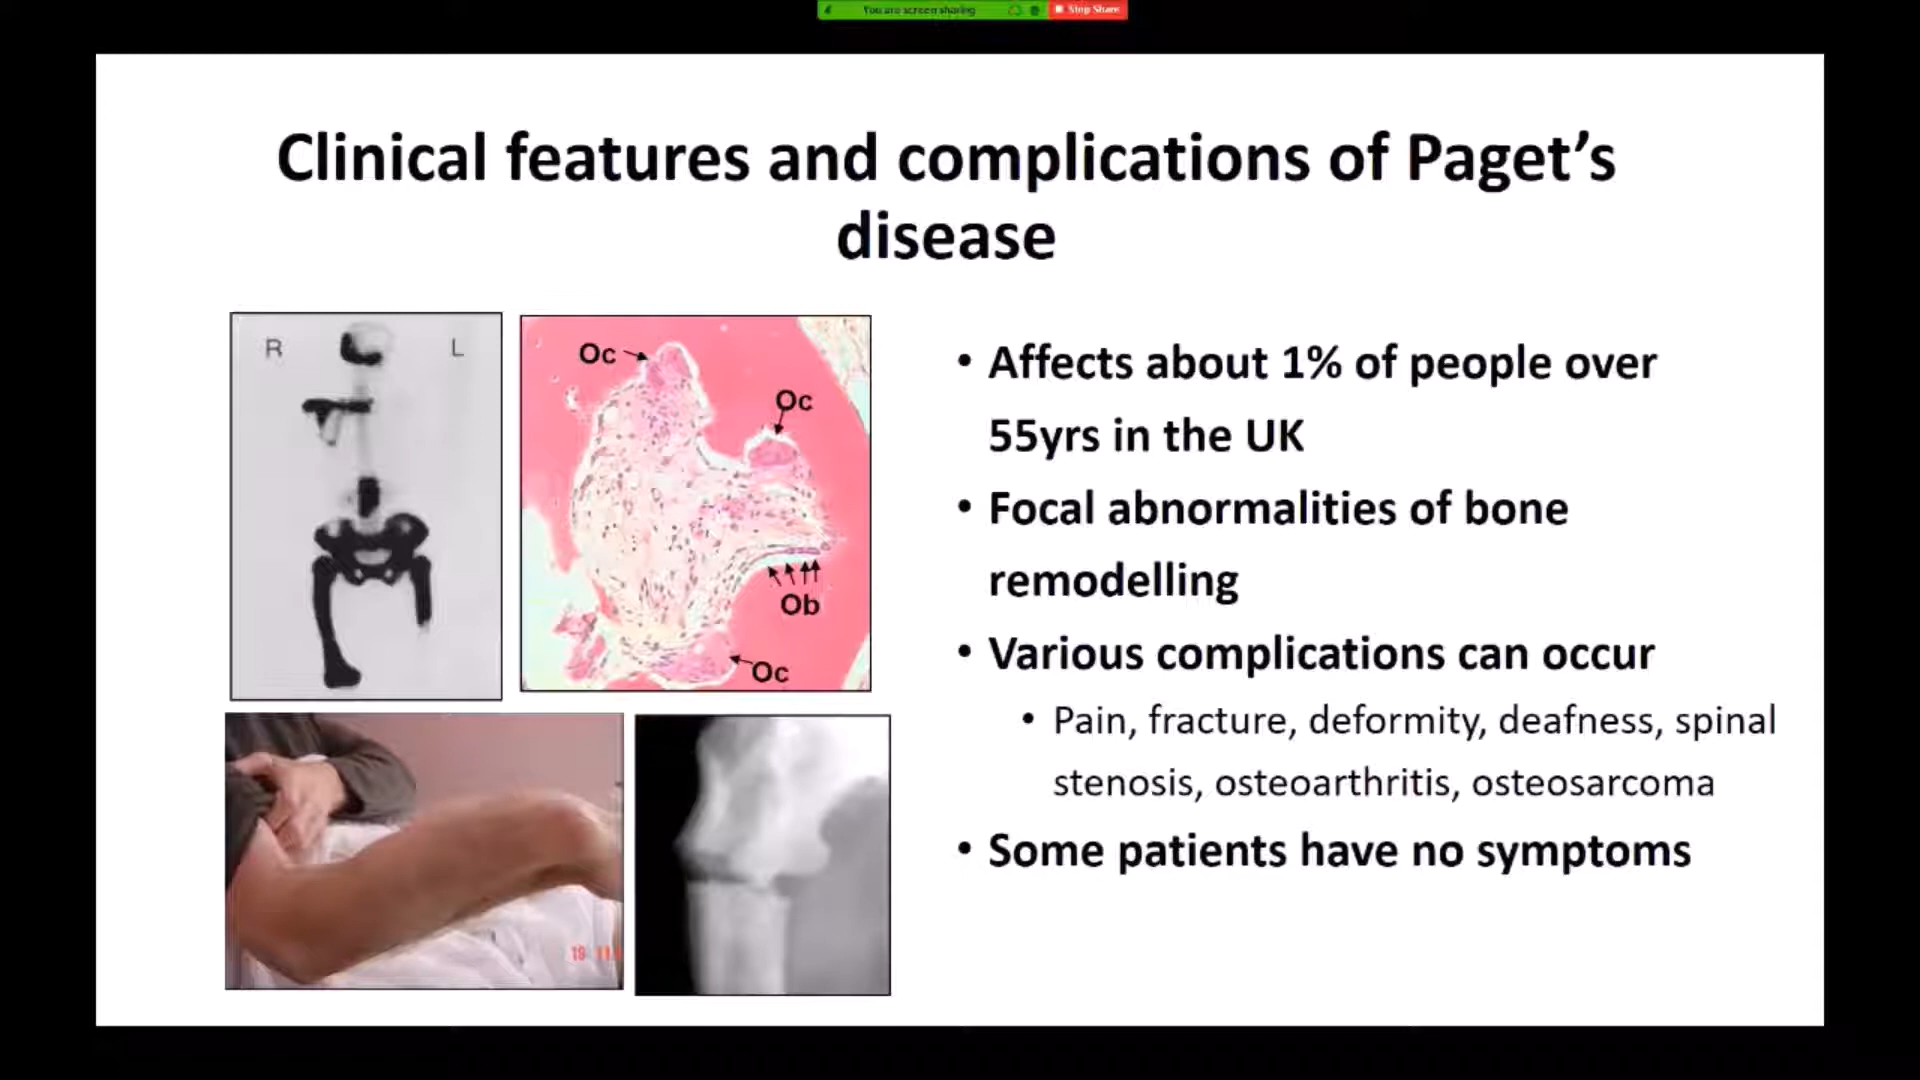 You are screen sharing
Stop Share
Clinical features and complications of Paget’s
disease
R
L
Oc
Oc
Ob
Oc
• Affects about 1% of people over
55yrs in the UK
• Focal abnormalities of bone
remodelling
• Various complications can occur
• Pain, fracture, deformity, deafness, spinal
stenosis, osteoarthritis, osteosarcoma
• Some patients have no symptoms
19